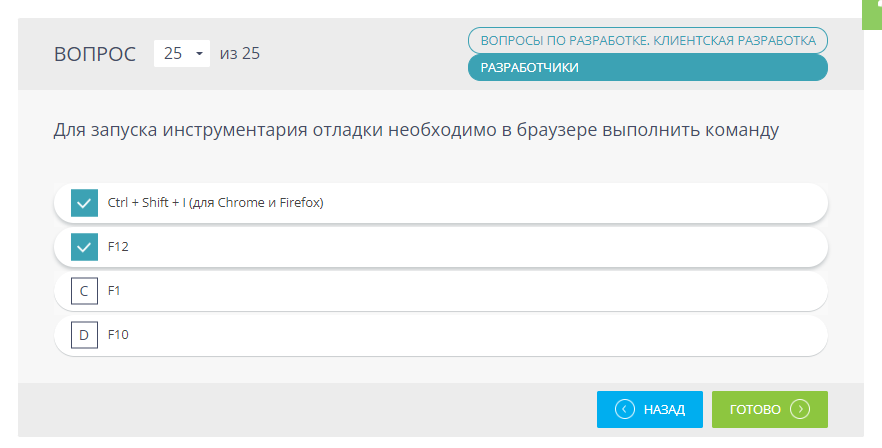 ВОПРОС 25 из 25
ВОПРОСЫ ПО РАЗРАБОТКЕ. КЛИЕНТСКАЯ РАЗРАБОТКА
РАЗРАБОТЧИКИ
Для запуска инструментария отладки необходимо в браузере выполнить команду
Ctrl + Shift + I (для Chrome и Firefox)
F12
C F1
D F10
НАЗАД ГОТОВО